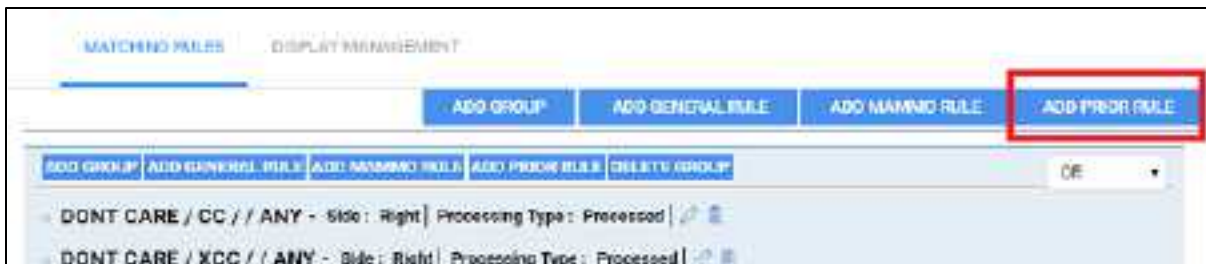 MATCHING RULES DISPLAY MANAGEMENT
ADD GROUP ADD GENERAL RULE ADD MAMMO RULE ADD PRIOR RULE
ADD GROUP ADD GENERAL RULE ADD MAMMO RULE ADD PRIOR RULE DELETE GROUP OR
DONT CARE / CC / / ANY - Side : Right | Processing Type : Processed |
DONT CARE / XCC / / ANY - Side : Right | Processing Type : Processed |